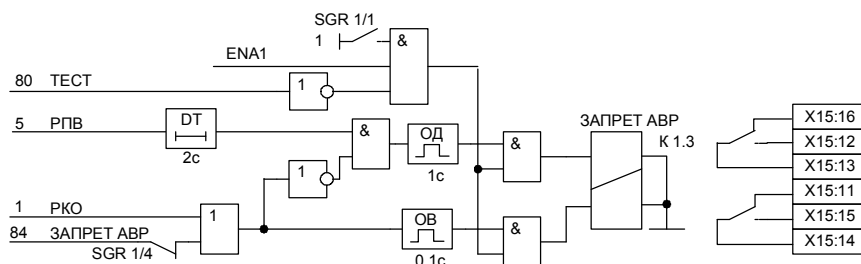 SGR 1/1
1
&
ENA1
80 ТЕСТ
1
5 РПВ
DT
2с
&
ОД
1с
&
ЗАПРЕТ АВР
К 1.3
X15:16
X15:12
X15:13
X15:11
X15:15
X15:14
1
1 РКО
84 ЗАПРЕТ АВР
SGR 1/4
1
ОВ
0,1с
&